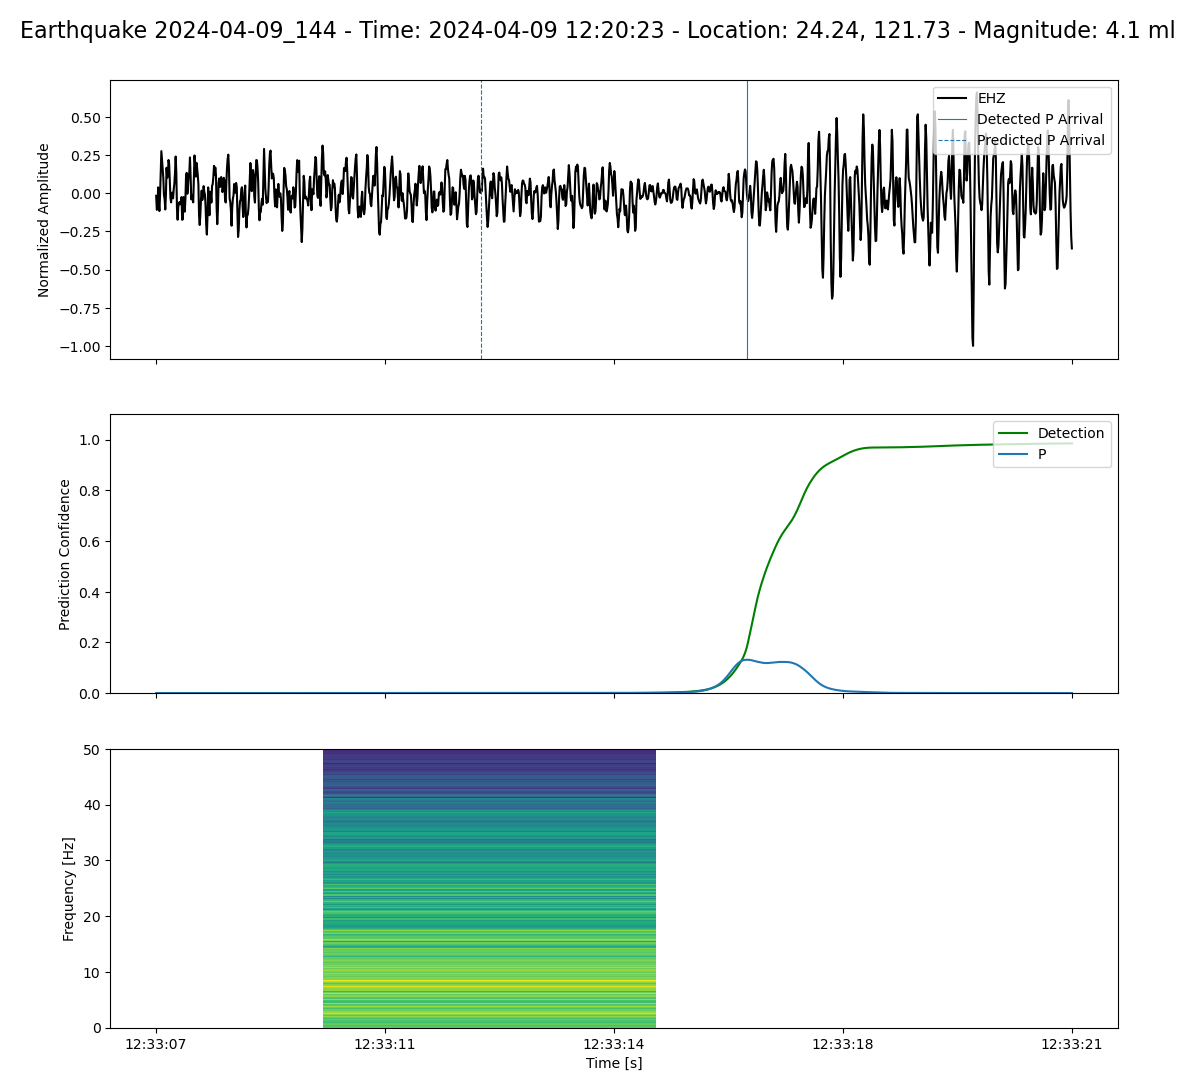 Earthquake 2024-04-09_144 - Time: 2024-04-09 12:20:23 - Location: 24.24, 121.73 - Magnitude: 4.1 ml
EHZ
Detected P Arrival
Predicted P Arrival
0.50
0.25
0.00
−0.25
−0.50
−0.75
−1.00
Normalized Amplitude
Detection
P
1.0
0.8
0.6
0.4
0.2
0.0
Prediction Confidence
50
40
30
20
10
0
Frequency [Hz]
12:33:07 12:33:11 12:33:14 12:33:18 12:33:21
Time [s]